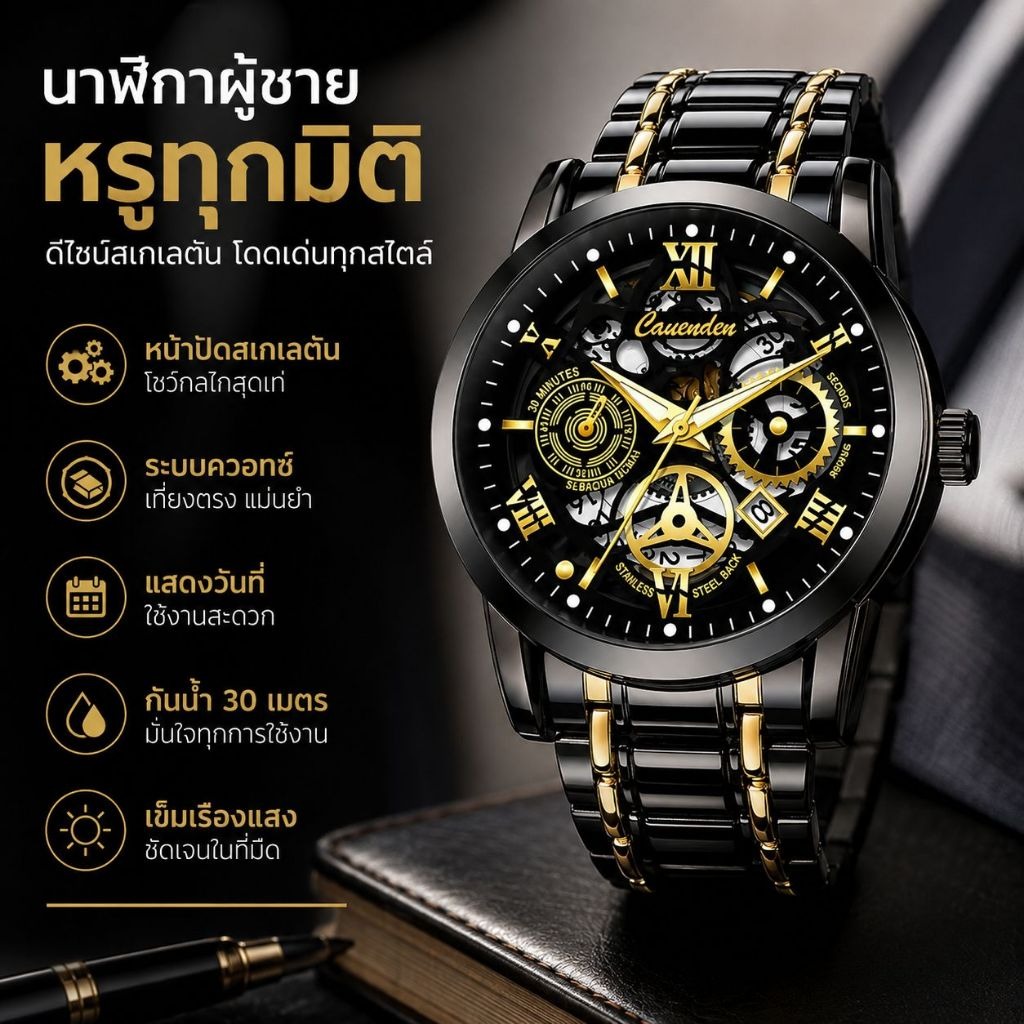 นาฬิกาผู้ชาย
หรูทุกมิติ
ดีไซน์สเกเลตัน โดดเด่นทุกสไตล์
หน้าปัดสเกเลตัน
โชว์กลไกสุดเท่
ระบบควอทซ์
เที่ยงตรง แม่นยำ
แสดงวันที่
ใช้งานสะดวก
กันน้ำ 30 เมตร
มั่นใจทุกการใช้งาน
เข็มเรืองแสง
ชัดเจนในที่มืด
XII
Cauenden
30
30 MINUTES
VIII
8
IIII
STAINLESS STEEL BACK
VI